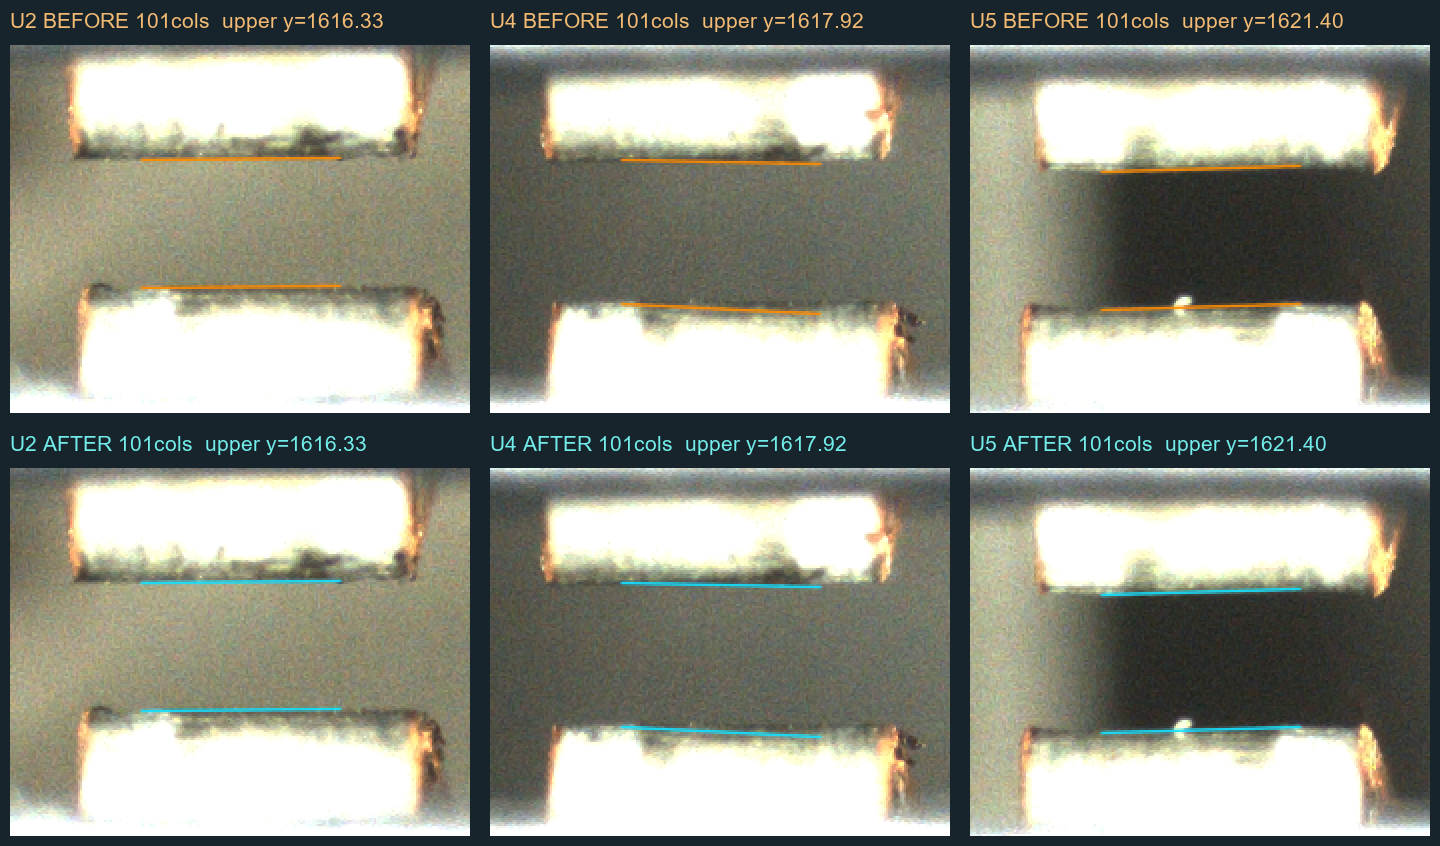 U2 BEFORE 101cols  upper y=1616.33
U4 BEFORE 101cols  upper y=1617.92
U5 BEFORE 101cols  upper y=1621.40
U2 AFTER 101cols  upper y=1616.33
U4 AFTER 101cols  upper y=1617.92
U5 AFTER 101cols  upper y=1621.40